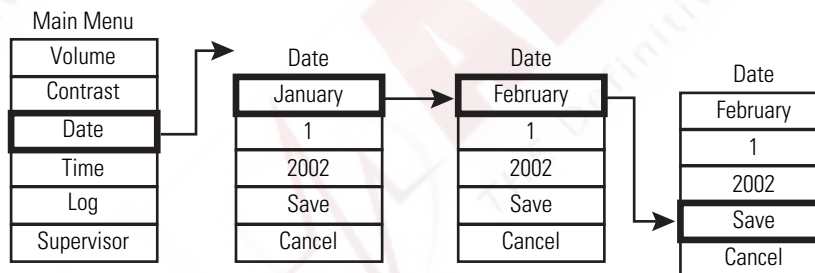 Main Menu
Volume
Contrast
Date
Time
Log
Supervisor
Date
January
1
2002
Save
Cancel
Date
February
1
2002
Save
Cancel
Date
February
1
2002
Save
Cancel